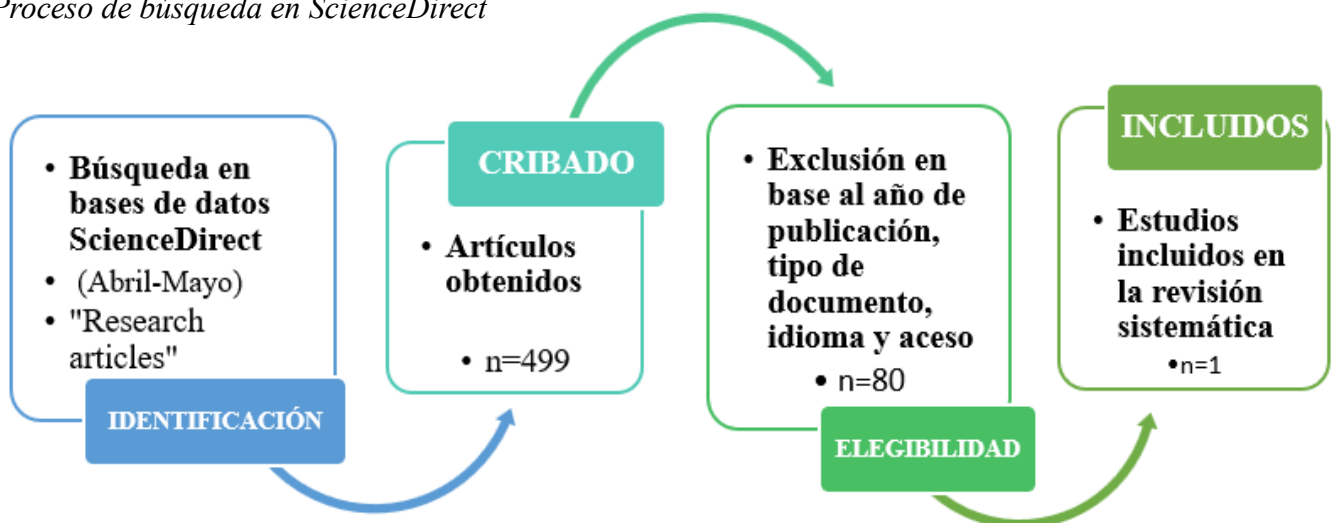 Proceso de búsqueda en ScienceDirect
• Búsqueda en
bases de datos
ScienceDirect
• (Abril-Mayo)
• "Research
articles"
IDENTIFICACIÓN
CRIBADO
• Artículos
obtenidos
• n=499
• Exclusión en
base al año de
publicación,
tipo de
documento,
idioma y aceso
• n=80
ELEGIBILIDAD
INCLUIDOS
• Estudios
incluidos en
la revisión
sistemática
•n=1